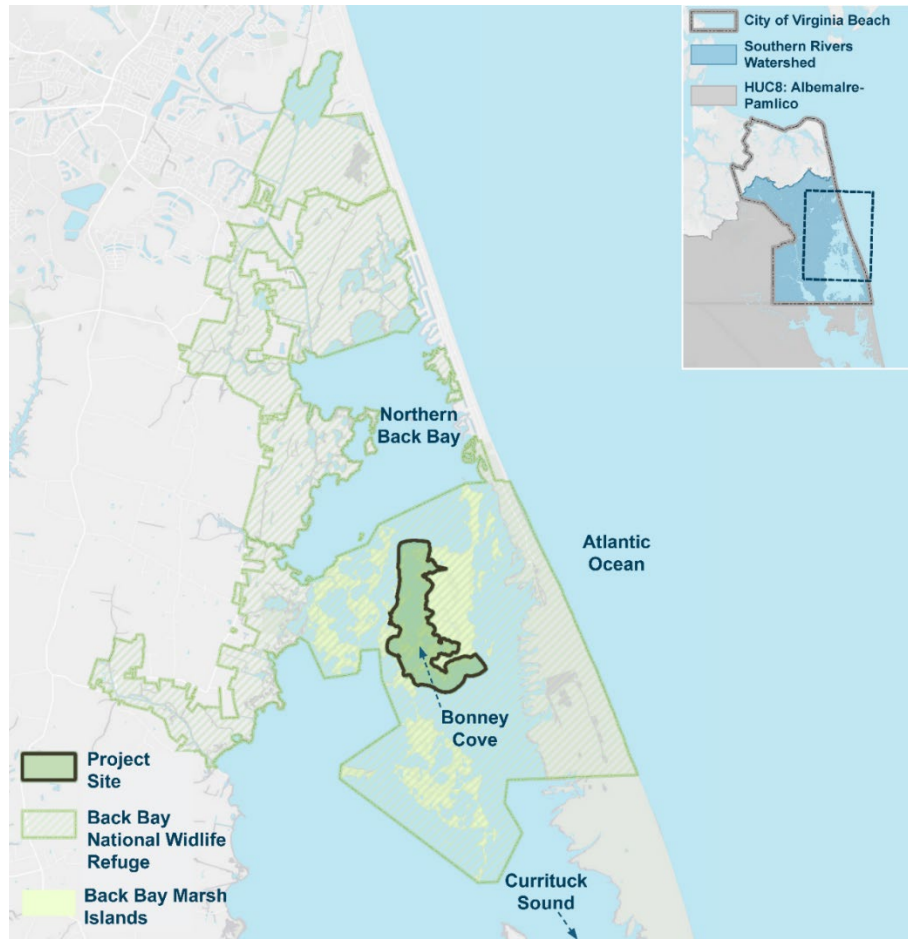 City of Virginia Beach
Southern Rivers
Watershed
HUC8: Albemalre-
Pamlico
Northern
Back Bay
Atlantic
Ocean
Bonney
Cove
Project
Site
Back Bay
National Widlife
Refuge
Back Bay Marsh
Islands
Currituck
Sound